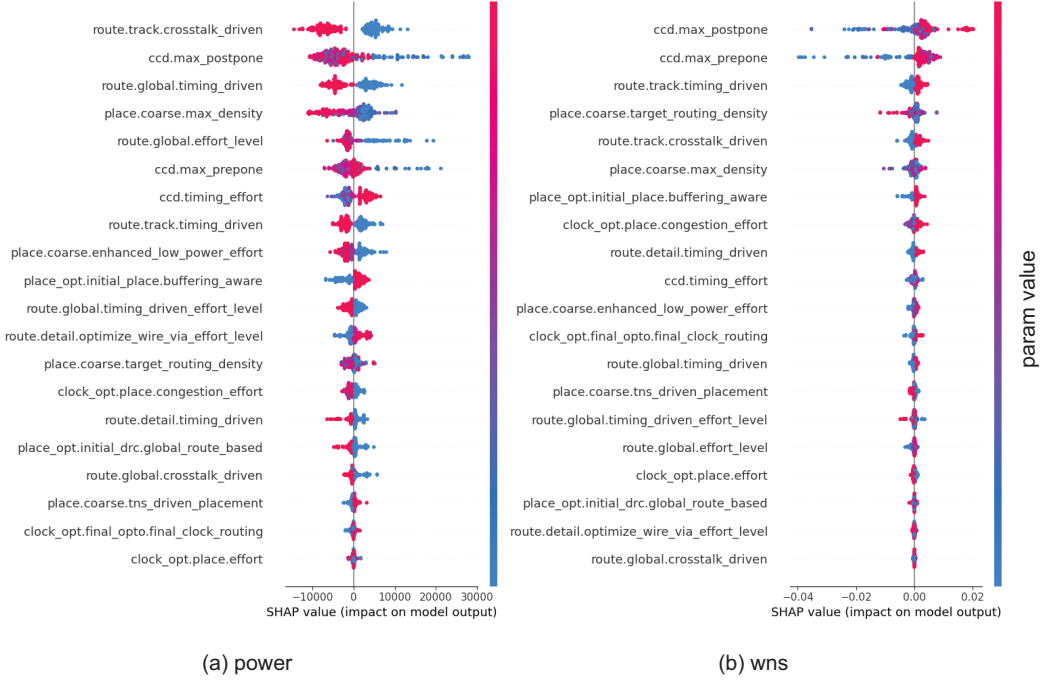 route.track.crosstalk_driven
ccd.max_postpone
route.global.timing_driven
place.coarse.max_density
route.global.effort_level
ccd.max_prepone
ccd.timing_effort
route.track.timing_driven
place.coarse.enhanced_low_power_effort
place_opt.initial_place.buffering_aware
route.global.timing_driven_effort_level
route.detail.optimize_wire_via_effort_level
place.coarse.target_routing_density
clock_opt.place.congestion_effort
route.detail.timing_driven
place_opt.initial_drc.global_route_based
route.global.crosstalk_driven
place.coarse.tns_driven_placement
clock_opt.final_opto.final_clock_routing
clock_opt.place.effort
−10000 0 10000 20000 30000
SHAP value (impact on model output)
(a) power
ccd.max_postpone
ccd.max_prepone
route.track.timing_driven
place.coarse.target_routing_density
route.track.crosstalk_driven
place.coarse.max_density
place_opt.initial_place.buffering_aware
clock_opt.place.congestion_effort
route.detail.timing_driven
ccd.timing_effort
place.coarse.enhanced_low_power_effort
clock_opt.final_opto.final_clock_routing
route.global.timing_driven
place.coarse.tns_driven_placement
route.global.timing_driven_effort_level
route.global.effort_level
clock_opt.place.effort
place_opt.initial_drc.global_route_based
route.detail.optimize_wire_via_effort_level
route.global.crosstalk_driven
−0.04 −0.02 0.00 0.02
SHAP value (impact on model output)
(b) wns
param value